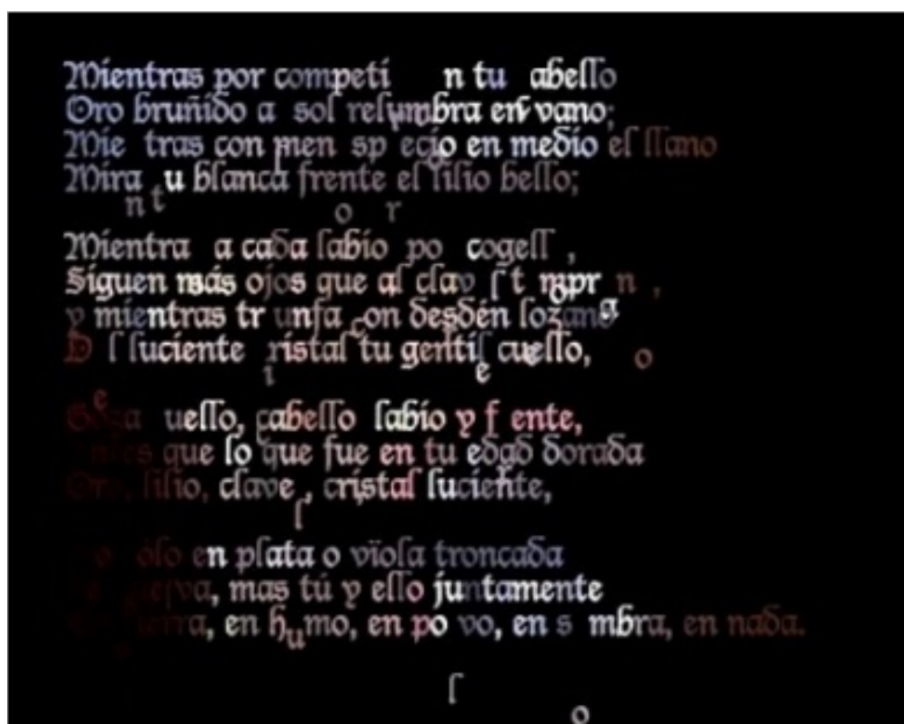 Mientras por competi n tu abello
Oro bruñido a sol relumbra en vano;
Mie tras con men sp ecio en medio el llano
Mira u blanca frente el lilio bello;
n t o r
Mientra a cada labio po cogell ,
Siguen más ojos que al clav l t mpr n ,
y mientras tr unfa con desdén lozano
D l luciente ristal tu gentil cuello, o
i e
Goza uello, cabello labio y f ente,
que lo que fue en tu edad dorada
Oro, lilio, clave , cristal luciente,
l
ólo en plata o vïola troncada
mas tú y ello juntamente
en humo, en po vo, en s mbra, en nada.
l
o